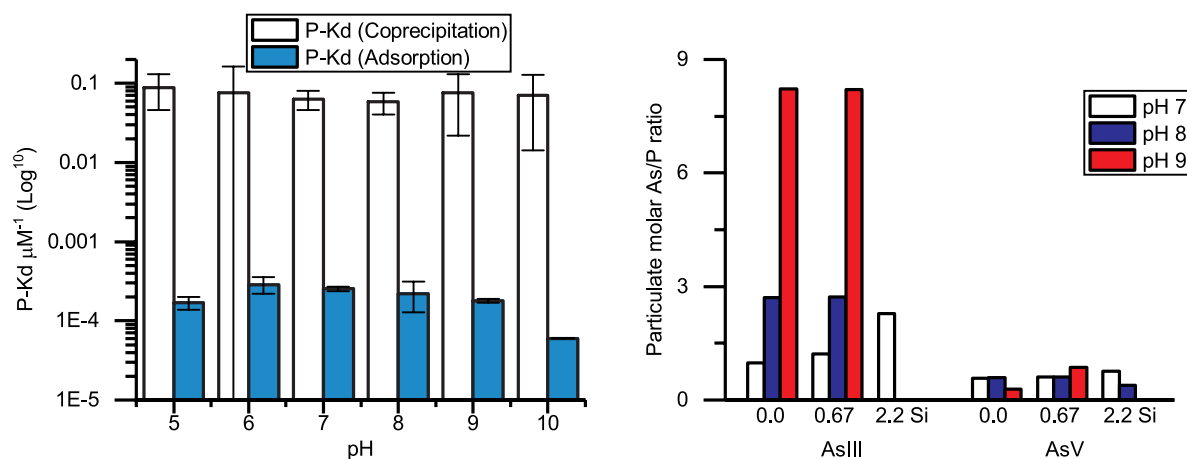 P-Kd (Coprecipitation)
P-Kd (Adsorption)
P-Kd μM⁻¹ (Log¹⁰)
0.1
0.01
0.001
1E-4
1E-5
5 6 7 8 9 10
pH
pH 7
pH 8
pH 9
Particulate molar As/P ratio
9
6
3
0
0.0 0.67 2.2 Si 0.0 0.67 2.2 Si
AsIII AsV